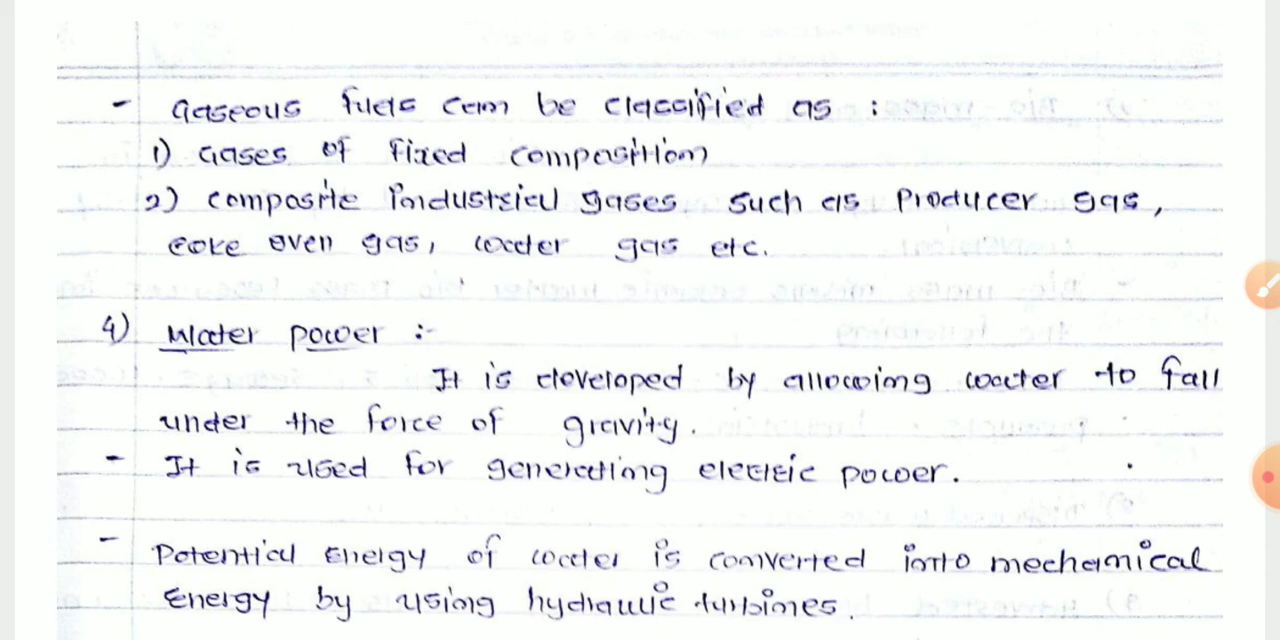 - Gaseous fuels can be classified as :
1) Gases of fixed composition
2) composite industrial gases such as Producer gas,
coke oven gas, water gas etc.
4) Water power :-
It is developed by allowing water to fall
under the force of gravity.
- It is used for generating electric power.
- Potential Energy of water is converted into mechanical
Energy by using hydraulic turbines.